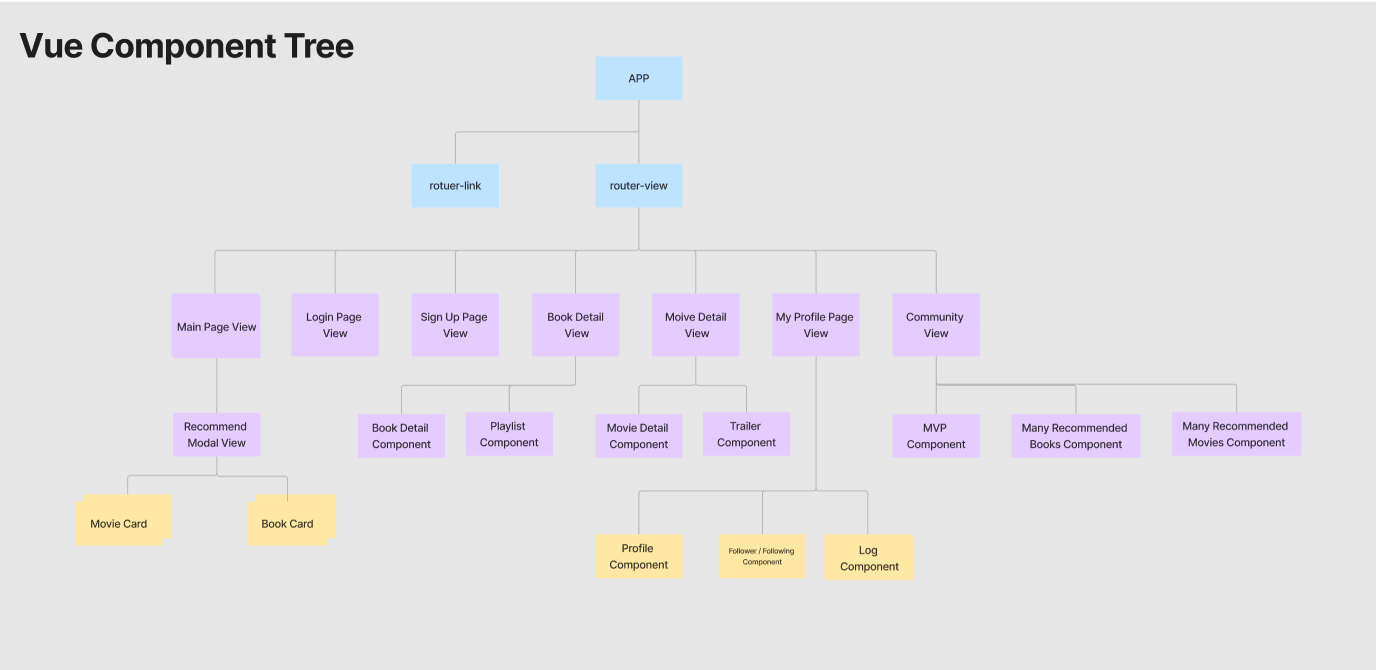 Vue Component Tree
APP
rotuer-link
router-view
Main Page View
Login Page
View
Sign Up Page
View
Book Detail
View
Moive Detail
View
My Profile Page
View
Community
View
Recommend
Modal View
Book Detail
Component
Playlist
Component
Movie Detail
Component
Trailer
Component
MVP
Component
Many Recommended
Books Component
Many Recommended
Movies Component
Movie Card
Book Card
Profile
Component
Follower / Following
Component
Log
Component